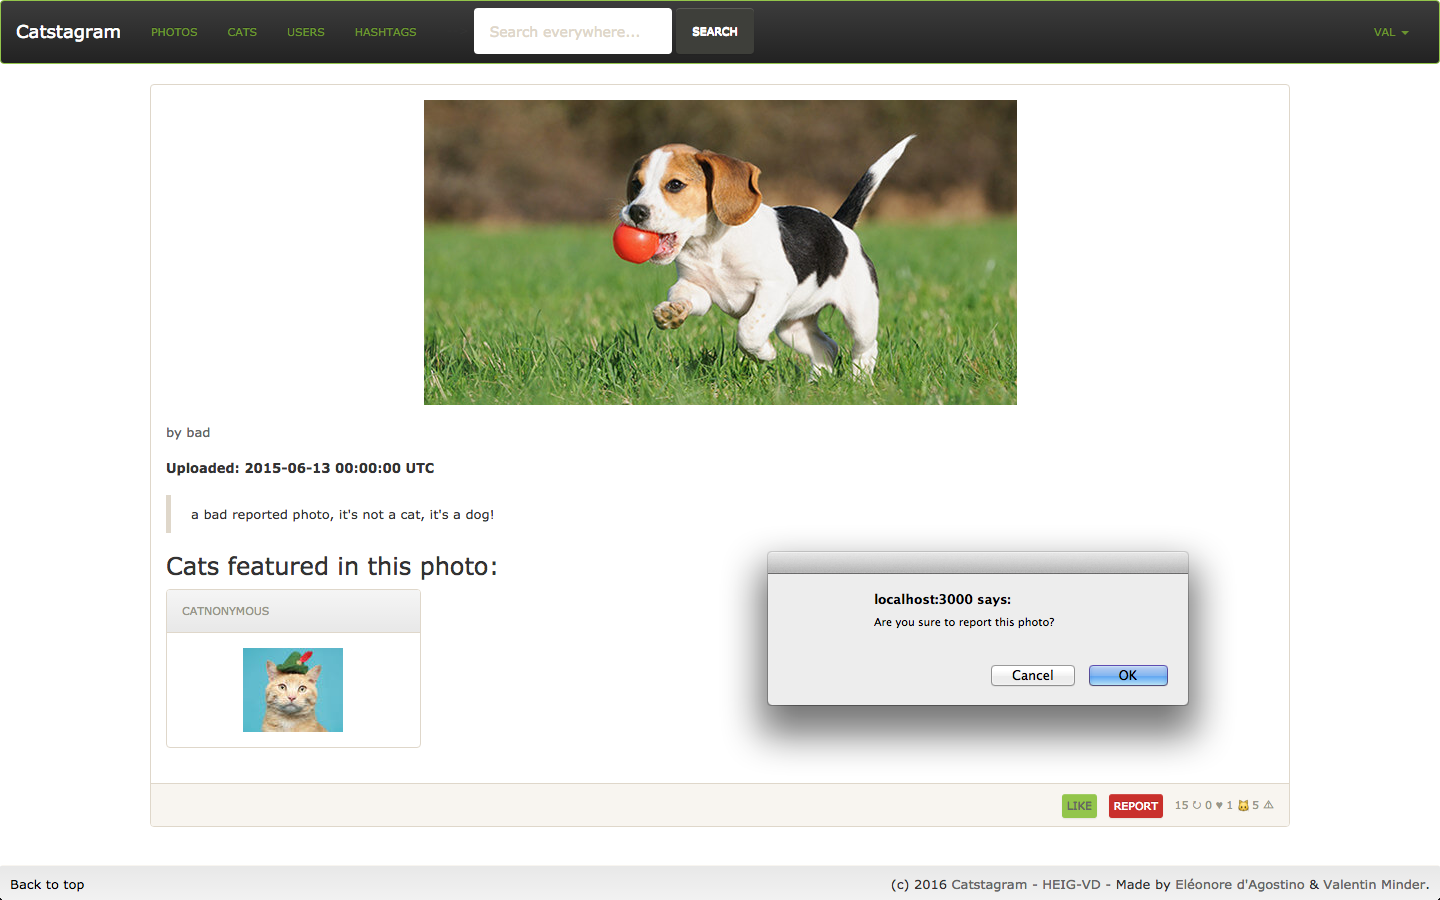 Catstagram PHOTOS CATS USERS HASHTAGS Search everywhere... SEARCH VAL
by bad
Uploaded: 2015-06-13 00:00:00 UTC
a bad reported photo, it's not a cat, it's a dog!
Cats featured in this photo:
CATNONYMOUS
localhost:3000 says:
Are you sure to report this photo?
Cancel OK
LIKE REPORT 15 ↻ 0 ♥ 1 🐱 5 ⚠
Back to top (c) 2016 Catstagram - HEIG-VD - Made by Eléonore d'Agostino & Valentin Minder.